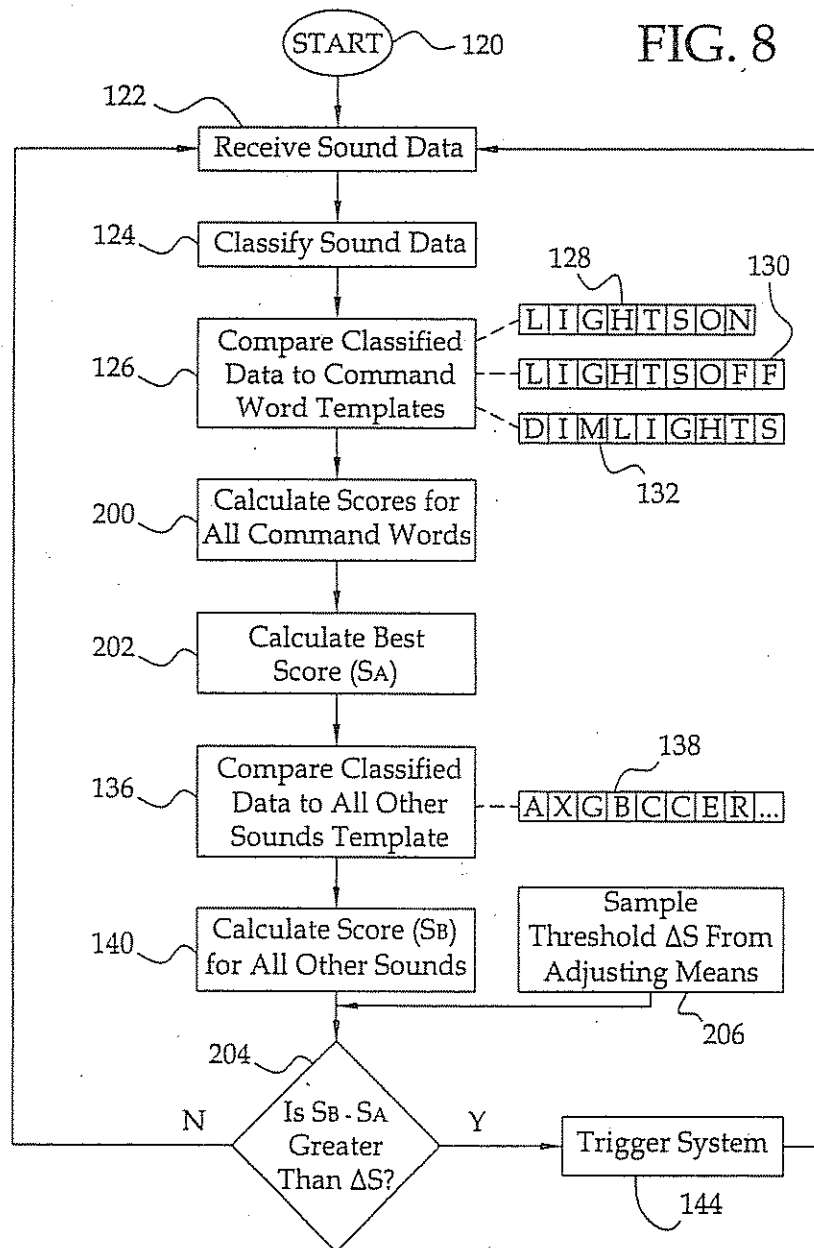 START
120
FIG. 8
122
Receive Sound Data
124
Classify Sound Data
128
130
LIGHTSON
126
Compare Classified
Data to Command
Word Templates
LIGHTSOFF
DIMLIGHTS
132
200
Calculate Scores for
All Command Words
202
Calculate Best
Score (SA)
136
Compare Classified
Data to All Other
Sounds Template
138
AXGBCCER...
140
Calculate Score (SB)
for All Other Sounds
Sample
Threshold ΔS From
Adjusting Means
206
204
N
Is SB - SA
Greater
Than ΔS?
Y
Trigger System
144